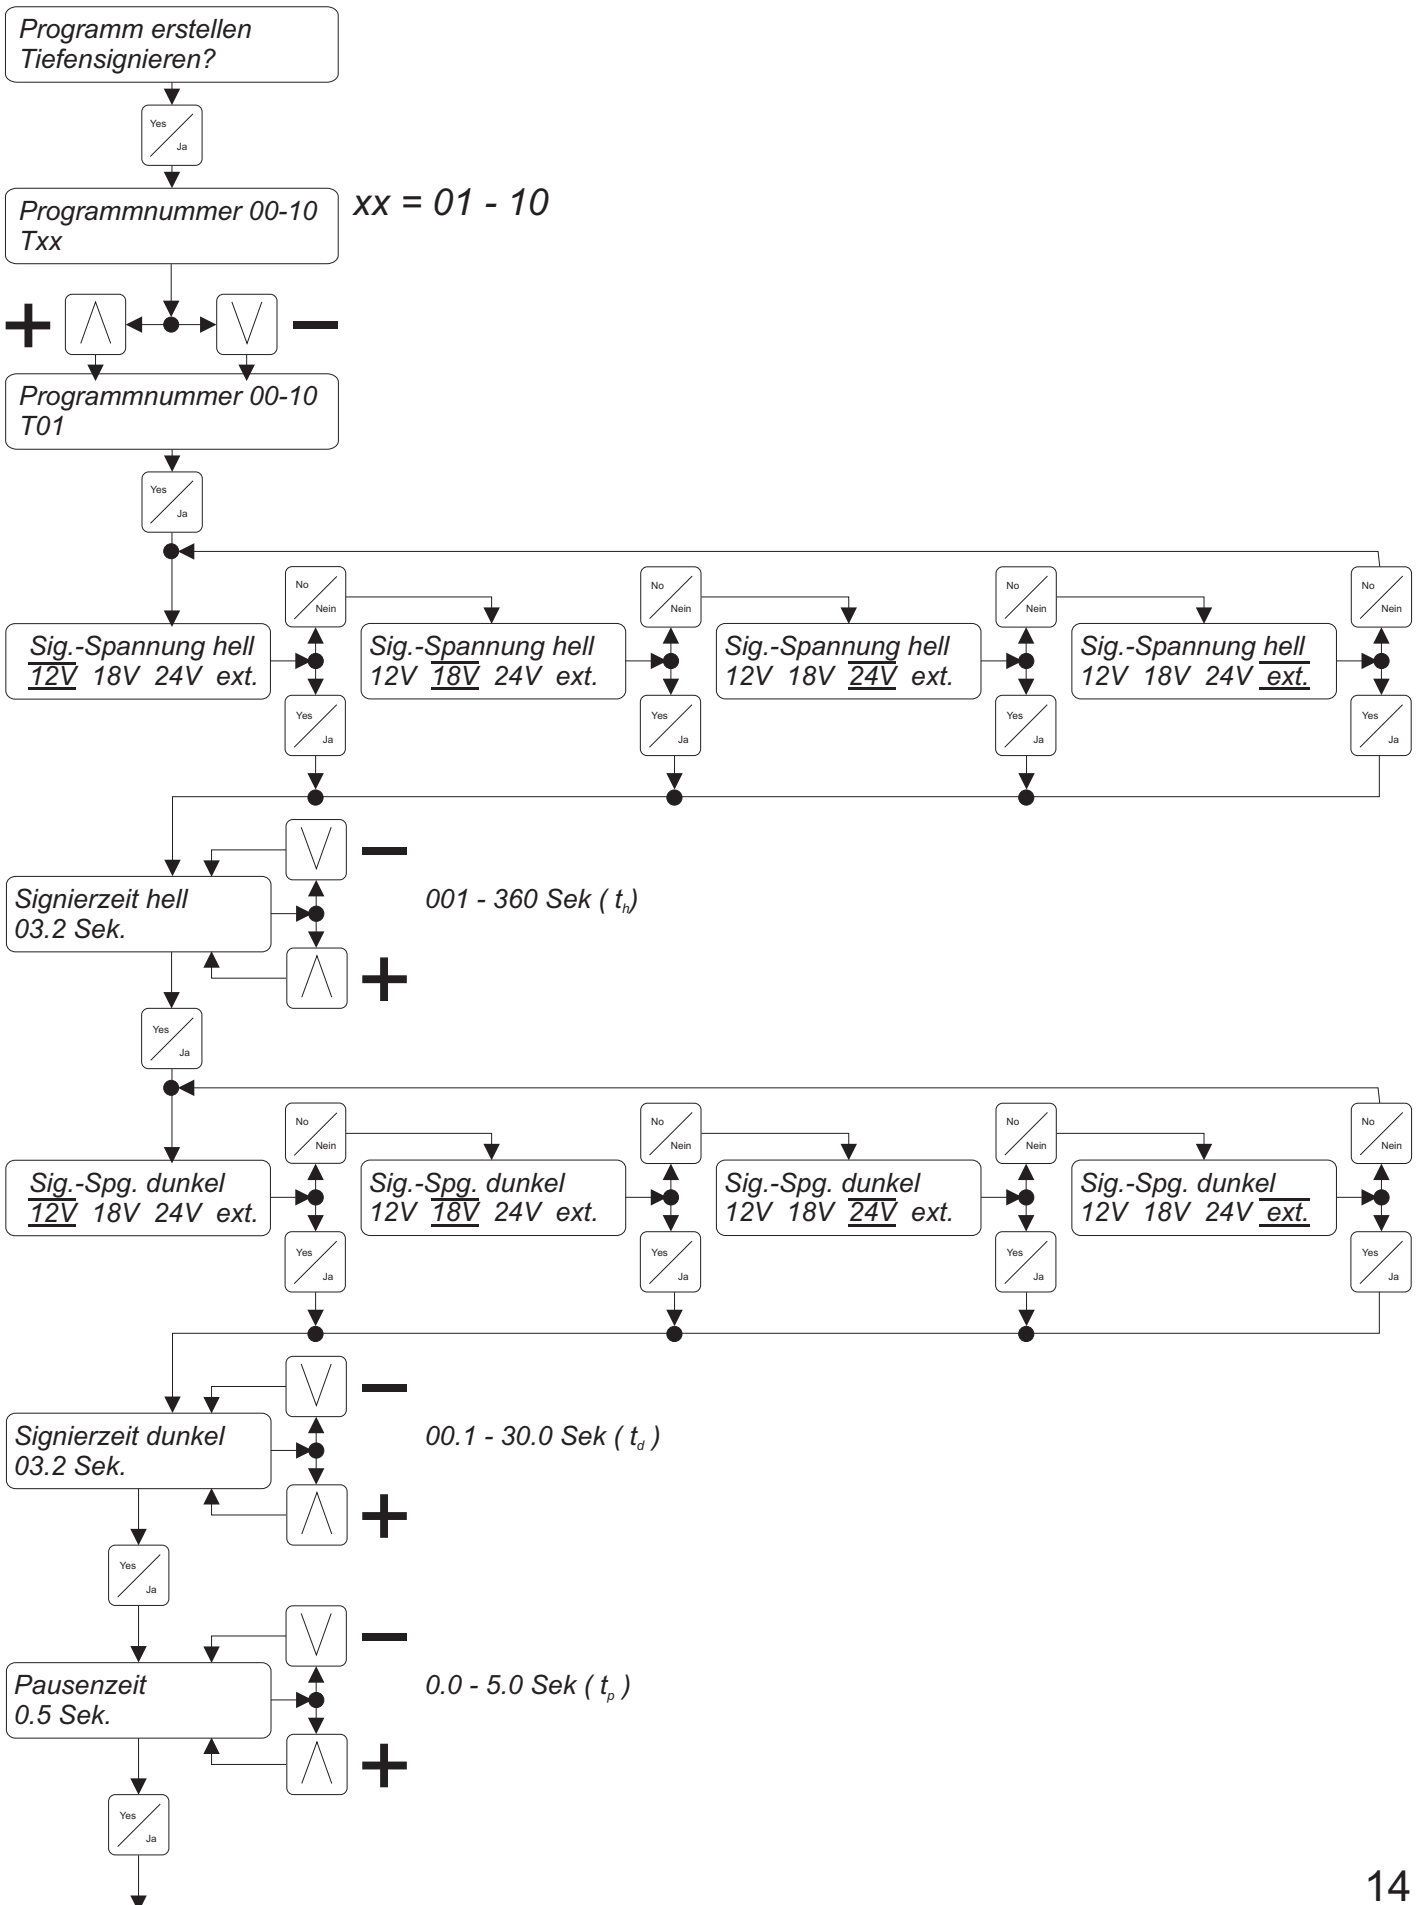 Programm erstellen
Tiefensignieren?
Yes
Ja
Programmnummer 00-10
Txx
xx = 01 - 10
+
−
Programmnummer 00-10
T01
Yes
Ja
No
Nein
No
Nein
No
Nein
No
Nein
Sig.-Spannung hell
12V 18V 24V ext.
Sig.-Spannung hell
12V 18V 24V ext.
Sig.-Spannung hell
12V 18V 24V ext.
Sig.-Spannung hell
12V 18V 24V ext.
Yes
Ja
Yes
Ja
Yes
Ja
Yes
Ja
−
Signierzeit hell
03.2 Sek.
001 - 360 Sek ( th)
+
Yes
Ja
No
Nein
No
Nein
No
Nein
No
Nein
Sig.-Spg. dunkel
12V 18V 24V ext.
Sig.-Spg. dunkel
12V 18V 24V ext.
Sig.-Spg. dunkel
12V 18V 24V ext.
Sig.-Spg. dunkel
12V 18V 24V ext.
Yes
Ja
Yes
Ja
Yes
Ja
Yes
Ja
−
Signierzeit dunkel
03.2 Sek.
00.1 - 30.0 Sek ( td )
+
Yes
Ja
−
Pausenzeit
0.5 Sek.
0.0 - 5.0 Sek ( tp )
+
Yes
Ja
14